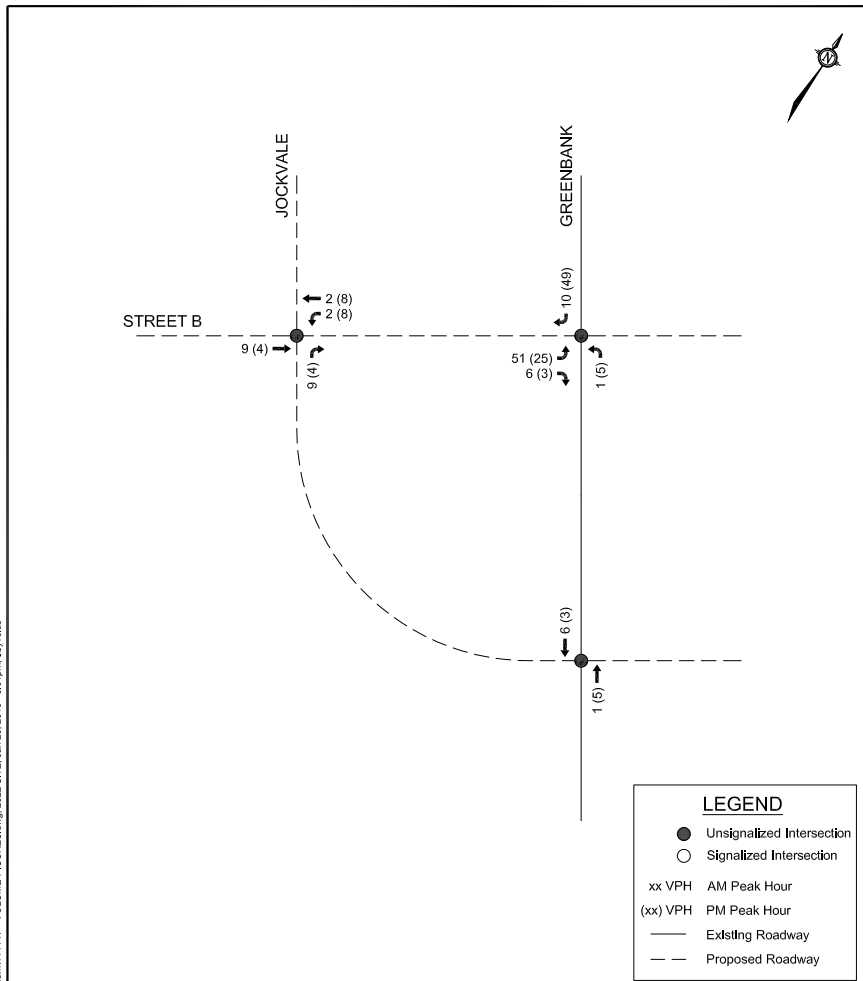 N
JOCKVALE
GREENBANK
2 (8)
2 (8)
10 (49)
STREET B
9 (4)
9 (4)
51 (25)
6 (3)
1 (5)
6 (3)
1 (5)
LEGEND
Unsignalized Intersection
Signalized Intersection
xx VPH AM Peak Hour
(xx) VPH PM Peak Hour
Existing Roadway
Proposed Roadway